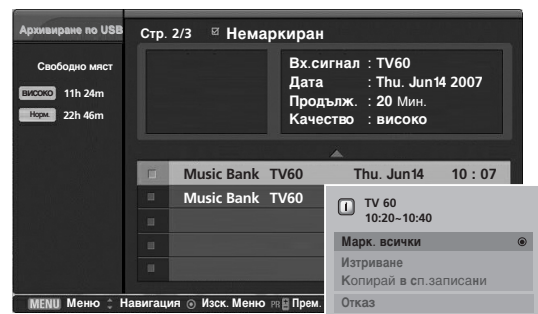 Архивиране по USB
Стр. 2/3 Немаркиран
Свободно мяст
високо 11h 24m
Норм. 22h 46m
Вх.сигнал : TV60
Дата : Thu. Jun14 2007
Продълж. : 20 Мин.
Качество : високо
Music Bank TV60 Thu. Jun14 10 : 07
Music Bank TV60
TV 60
10:20~10:40
Марк. всички
Изтриване
Копирай в сп.записани
Отказ
MENU Меню Навигация Изск. Меню PR Прем.